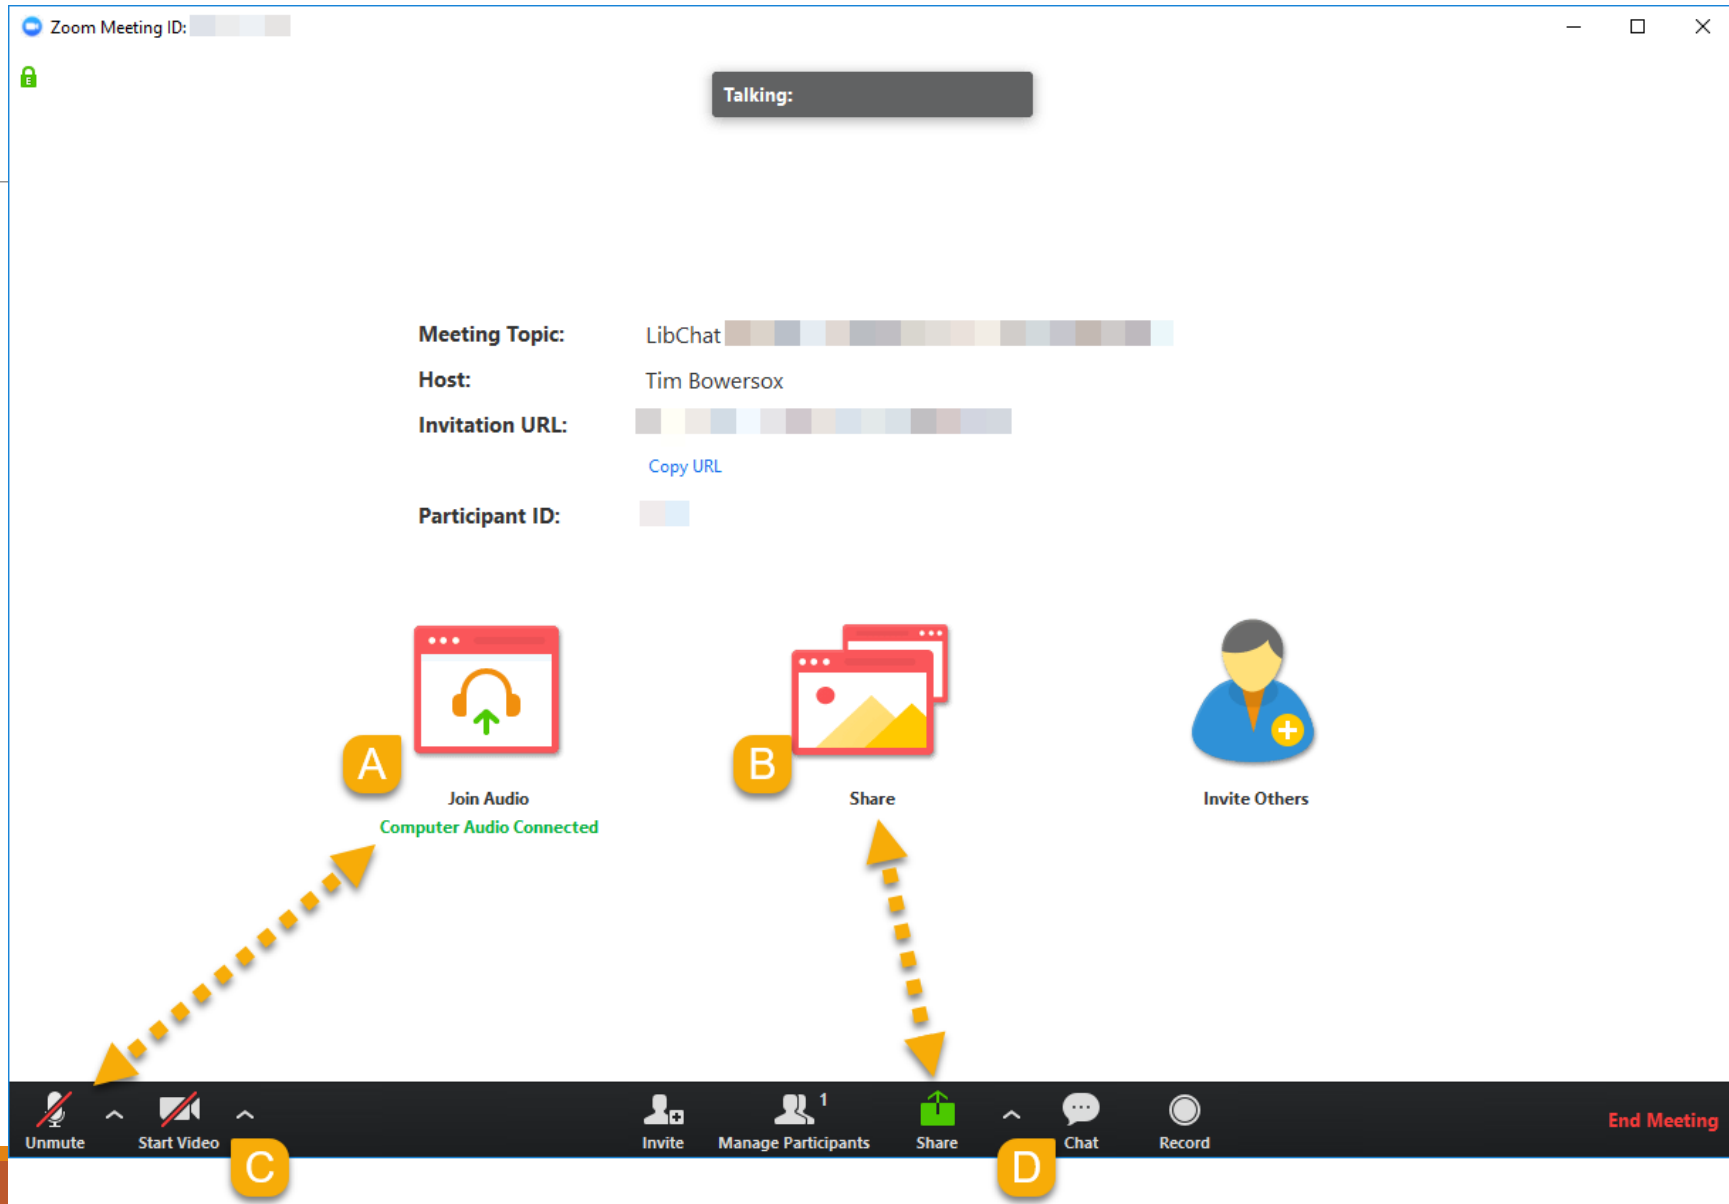 Zoom Meeting ID:
Talking:
Meeting Topic: LibChat
Host: Tim Bowersox
Invitation URL:
Copy URL
Participant ID:
A
B
Join Audio
Share
Invite Others
Computer Audio Connected
1
Unmute
Start Video
Invite
Manage Participants
Share
Chat
Record
End Meeting
C
D